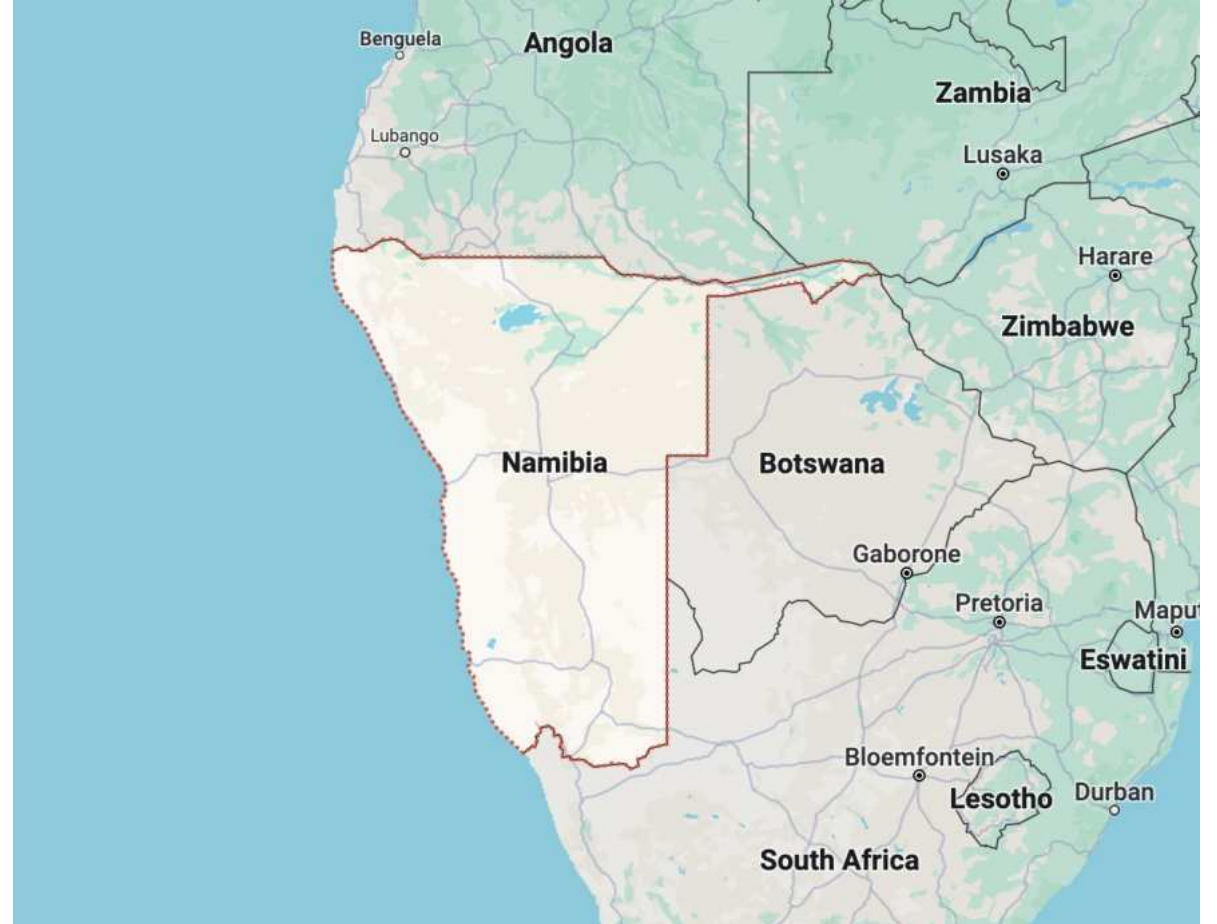 Benguela
Angola
Zambia
Lubango
Lusaka
Harare
Zimbabwe
Namibia
Botswana
Gaborone
Pretoria
Maput
Eswatini
Bloemfontein
Lesotho
Durban
South Africa